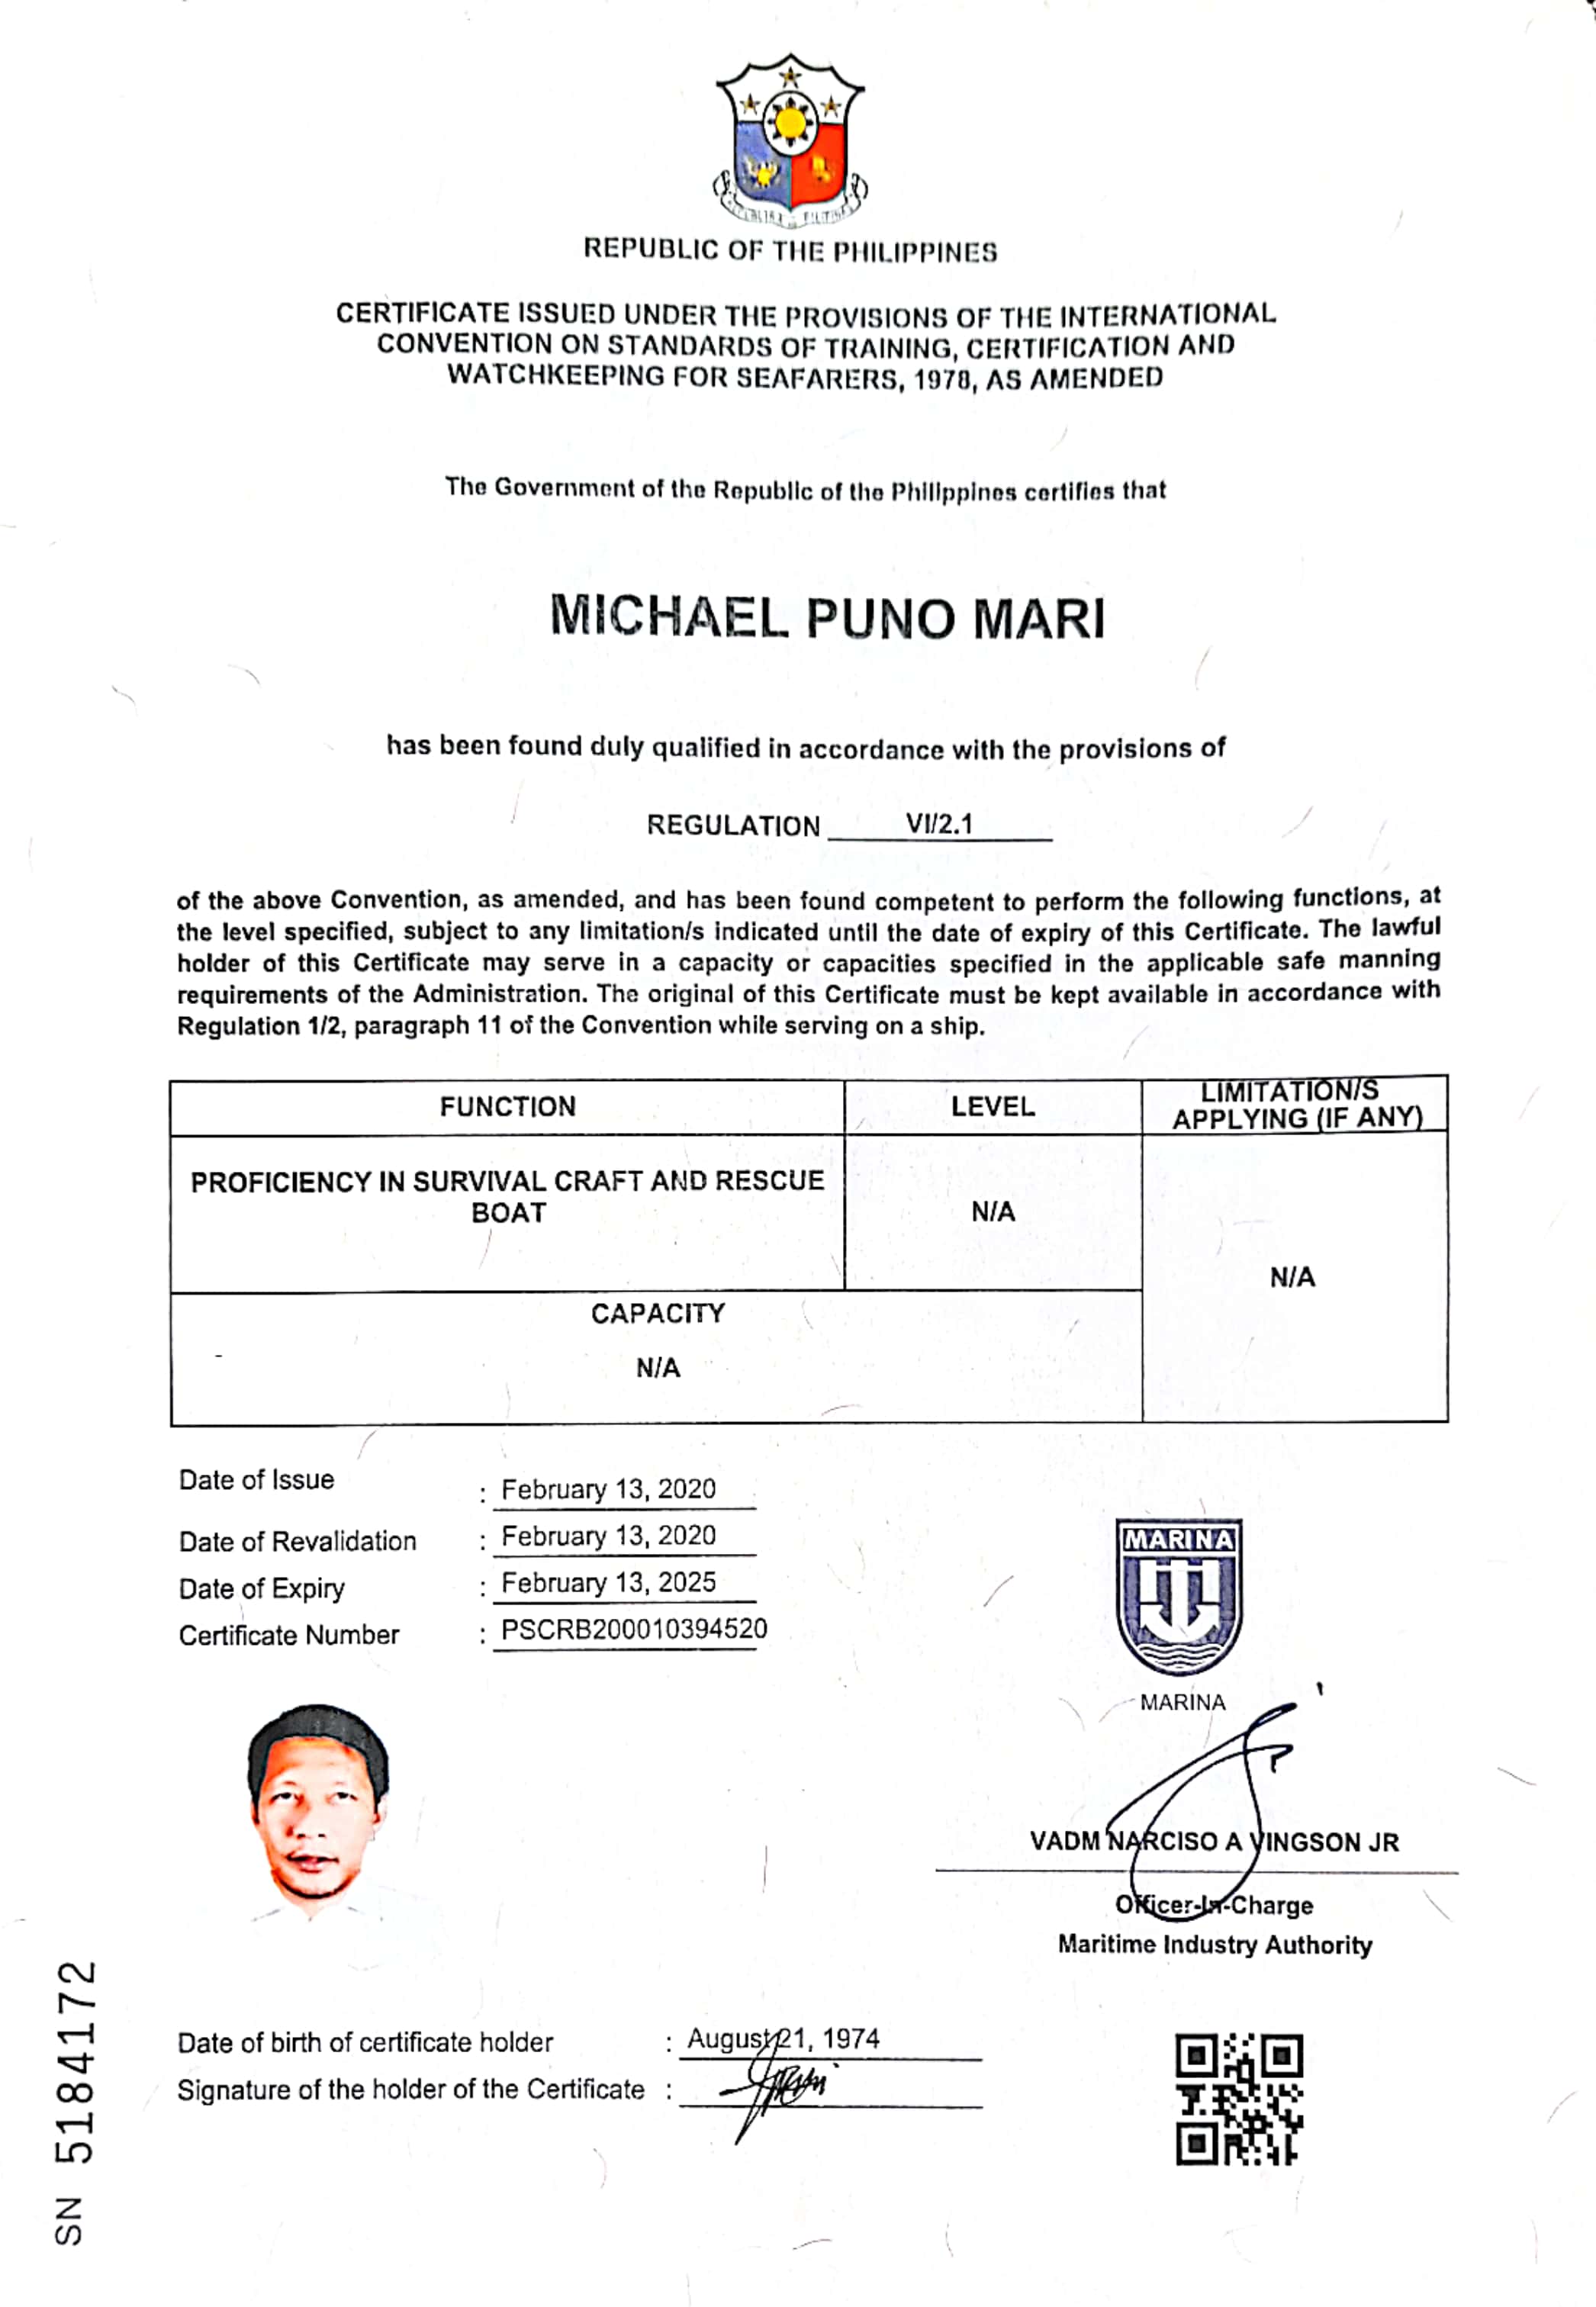 REPUBLIC OF THE PHILIPPINES
CERTIFICATE ISSUED UNDER THE PROVISIONS OF THE INTERNATIONAL
CONVENTION ON STANDARDS OF TRAINING, CERTIFICATION AND
WATCHKEEPING FOR SEAFARERS, 1978, AS AMENDED
The Government of the Republic of the Philippines certifies that
MICHAEL PUNO MARI
has been found duly qualified in accordance with the provisions of
REGULATION VI/2.1
of the above Convention, as amended, and has been found competent to perform the following functions, at
the level specified, subject to any limitation/s indicated until the date of expiry of this Certificate. The lawful
holder of this Certificate may serve in a capacity or capacities specified in the applicable safe manning
requirements of the Administration. The original of this Certificate must be kept available in accordance with
Regulation 1/2, paragraph 11 of the Convention while serving on a ship.
FUNCTION LEVEL LIMITATION/S
APPLYING (IF ANY)
PROFICIENCY IN SURVIVAL CRAFT AND RESCUE
BOAT
N/A
N/A
CAPACITY
N/A
Date of Issue : February 13, 2020
Date of Revalidation : February 13, 2020
Date of Expiry : February 13, 2025
Certificate Number : PSCRB200010394520
MARINA
MARINA
VADM NARCISO A VINGSON JR
Officer-In-Charge
Maritime Industry Authority
Date of birth of certificate holder : August 21, 1974
Signature of the holder of the Certificate :
SN 5184172